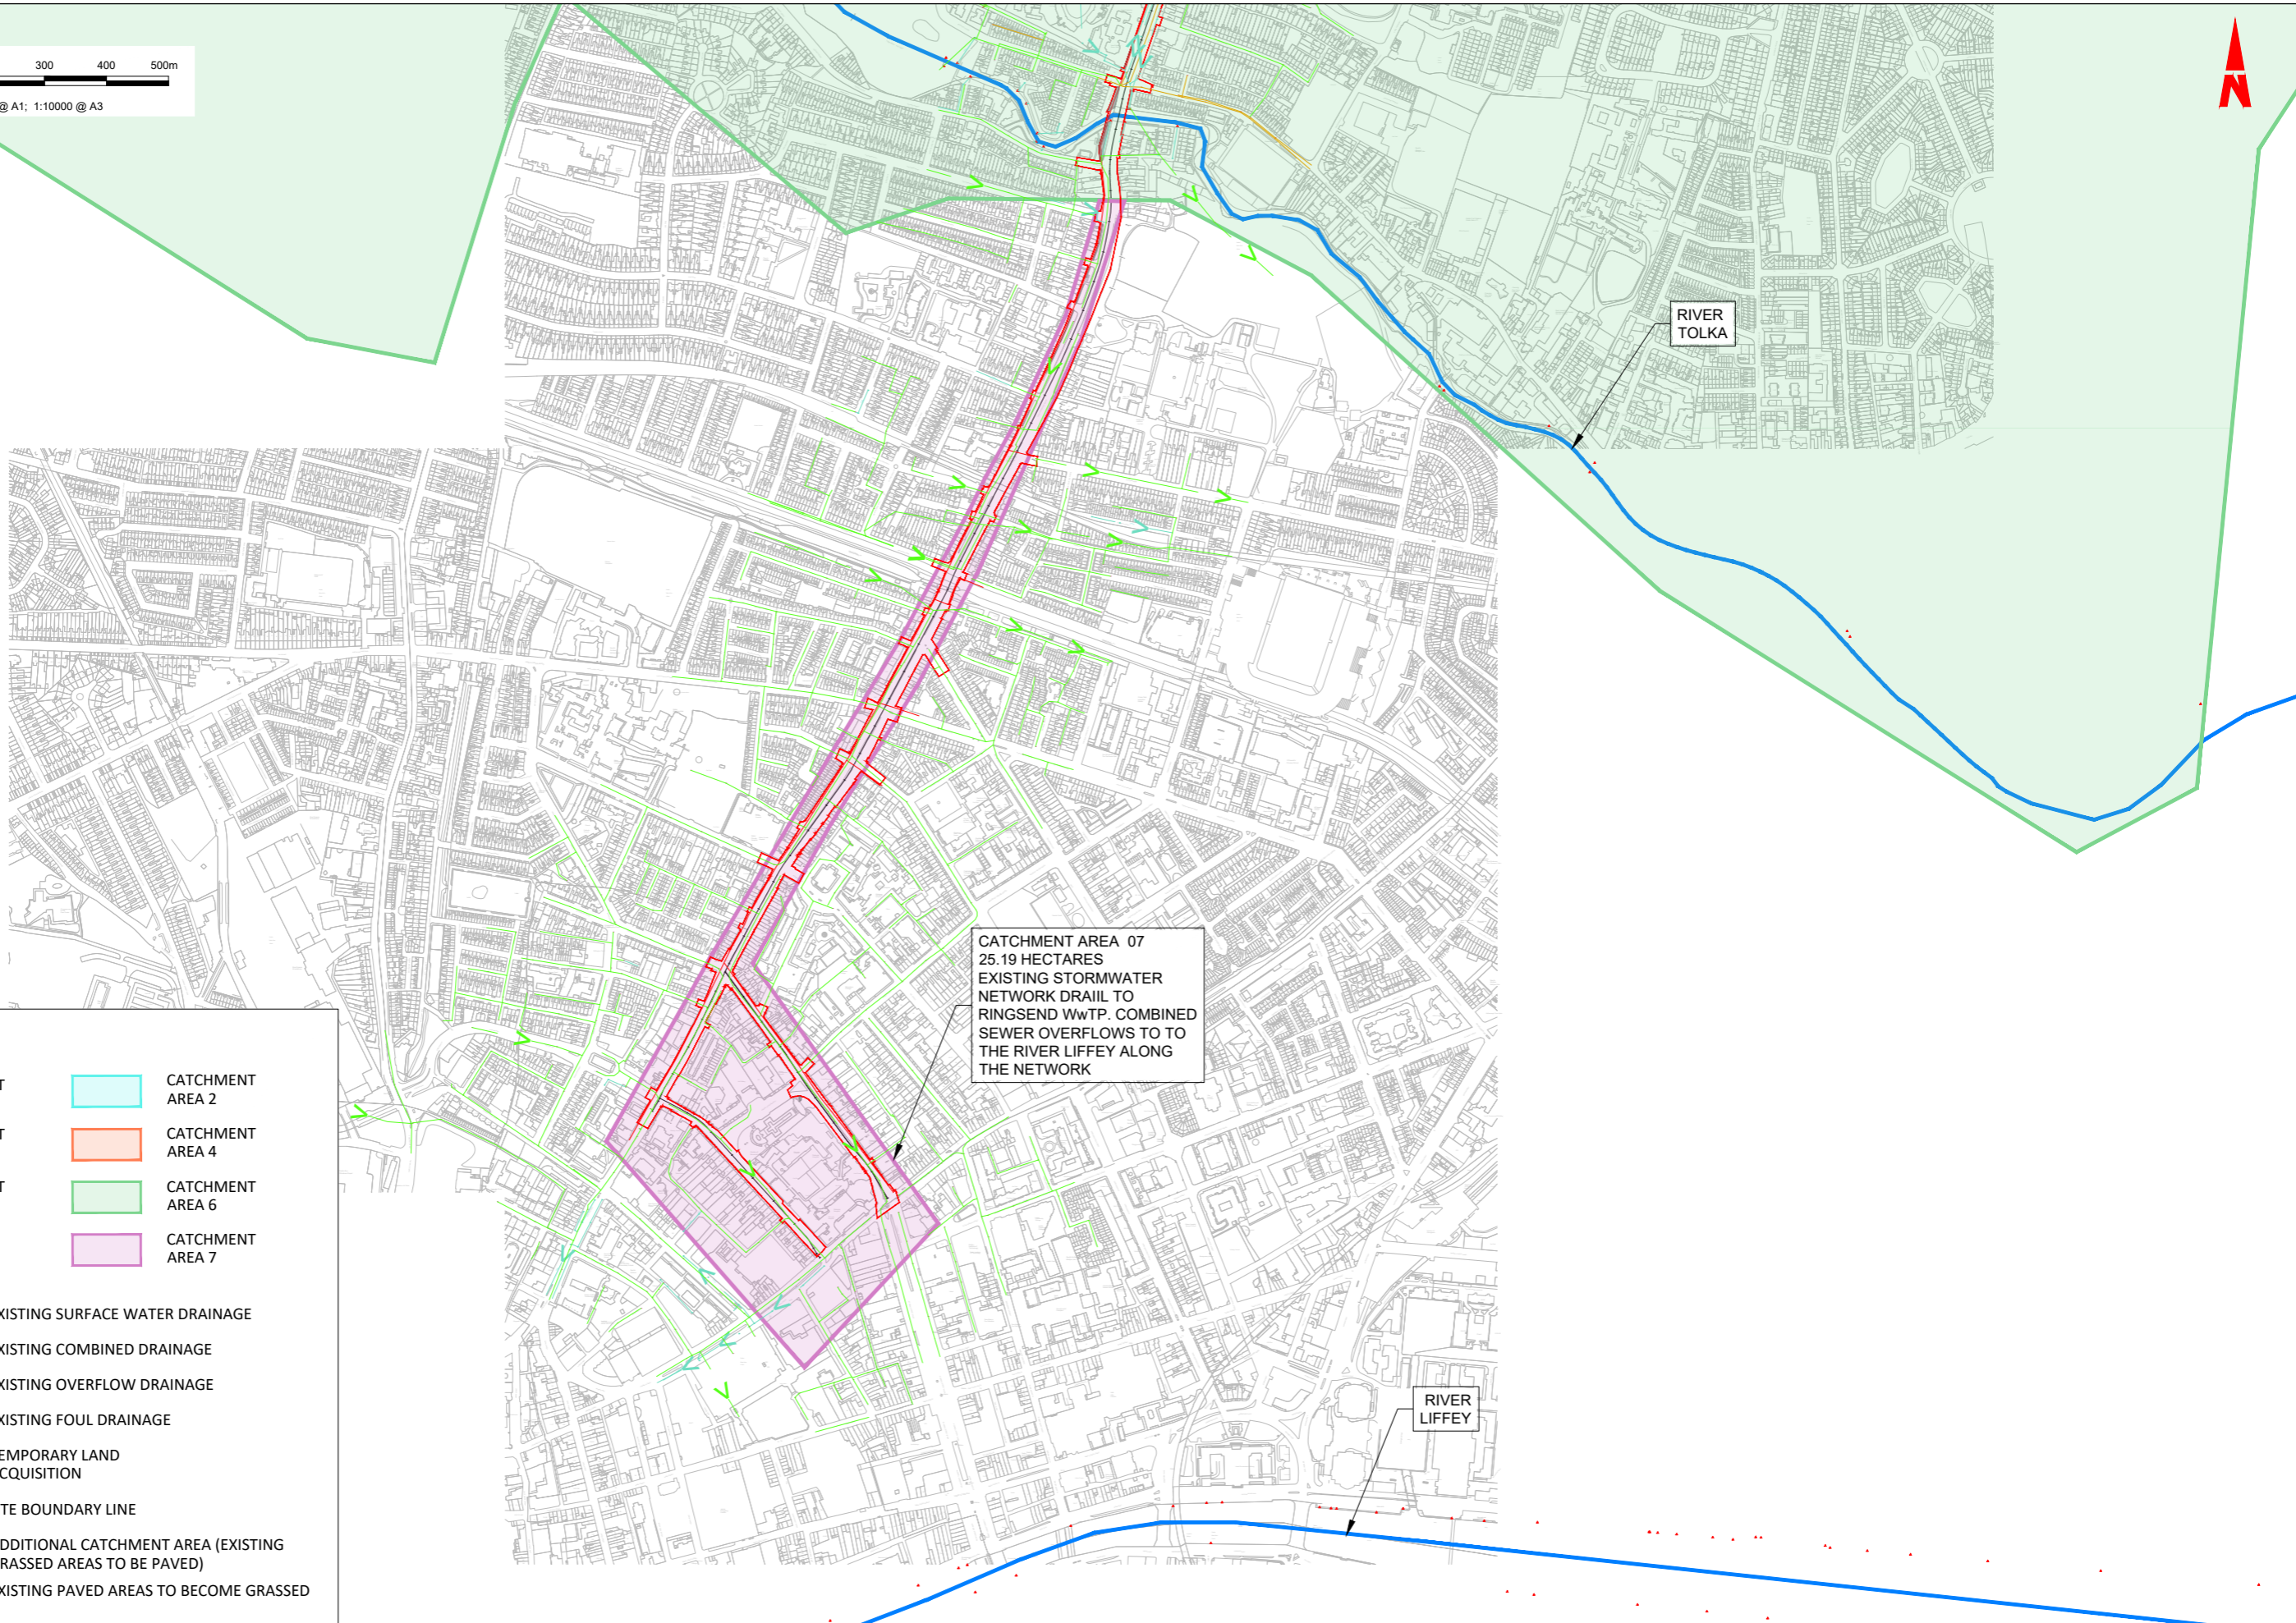 300 400 500m
@ A1; 1:10000 @ A3
N
RIVER
TOLKA
CATCHMENT AREA 07
25.19 HECTARES
EXISTING STORMWATER
NETWORK DRAIL TO
RINGSEND WwTP. COMBINED
SEWER OVERFLOWS TO TO
THE RIVER LIFFEY ALONG
THE NETWORK
RIVER
LIFFEY
T
CATCHMENT
AREA 2
T
CATCHMENT
AREA 4
T
CATCHMENT
AREA 6
CATCHMENT
AREA 7
XISTING SURFACE WATER DRAINAGE
XISTING COMBINED DRAINAGE
XISTING OVERFLOW DRAINAGE
XISTING FOUL DRAINAGE
EMPORARY LAND
CQUISITION
TE BOUNDARY LINE
DDITIONAL CATCHMENT AREA (EXISTING
RASSED AREAS TO BE PAVED)
XISTING PAVED AREAS TO BECOME GRASSED